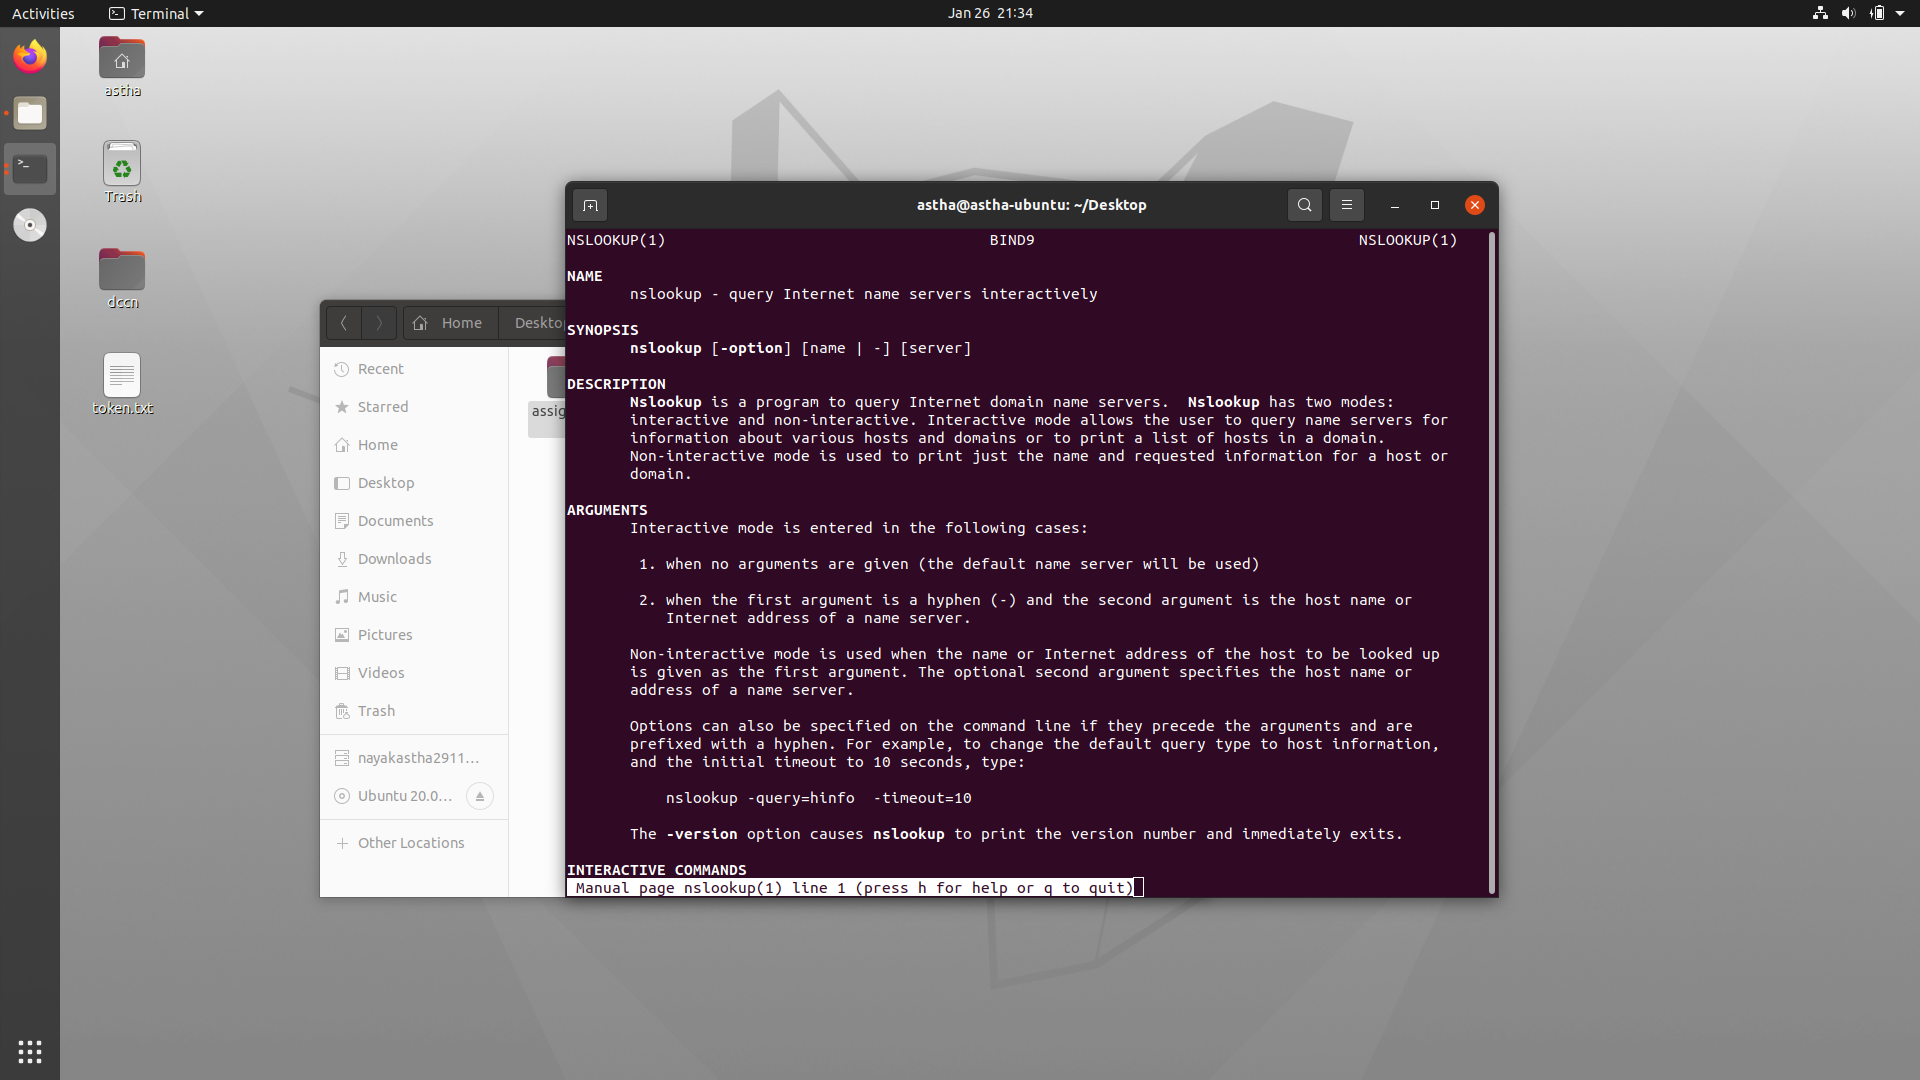 Activities
Terminal
Jan 26 21:34
astha
Trash
dccn
token.txt
Home
Deskto
Recent
Starred
Home
Desktop
Documents
Downloads
Music
Pictures
Videos
Trash
nayakastha2911...
Ubuntu 20.0...
+ Other Locations
assig
astha@astha-ubuntu: ~/Desktop
NSLOOKUP(1) BIND9 NSLOOKUP(1)
NAME
nslookup - query Internet name servers interactively
SYNOPSIS
nslookup [-option] [name | -] [server]
DESCRIPTION
Nslookup is a program to query Internet domain name servers. Nslookup has two modes:
interactive and non-interactive. Interactive mode allows the user to query name servers for
information about various hosts and domains or to print a list of hosts in a domain.
Non-interactive mode is used to print just the name and requested information for a host or
domain.
ARGUMENTS
Interactive mode is entered in the following cases:
1. when no arguments are given (the default name server will be used)
2. when the first argument is a hyphen (-) and the second argument is the host name or
Internet address of a name server.
Non-interactive mode is used when the name or Internet address of the host to be looked up
is given as the first argument. The optional second argument specifies the host name or
address of a name server.
Options can also be specified on the command line if they precede the arguments and are
prefixed with a hyphen. For example, to change the default query type to host information,
and the initial timeout to 10 seconds, type:
nslookup -query=hinfo  -timeout=10
The -version option causes nslookup to print the version number and immediately exits.
INTERACTIVE COMMANDS
Manual page nslookup(1) line 1 (press h for help or q to quit)